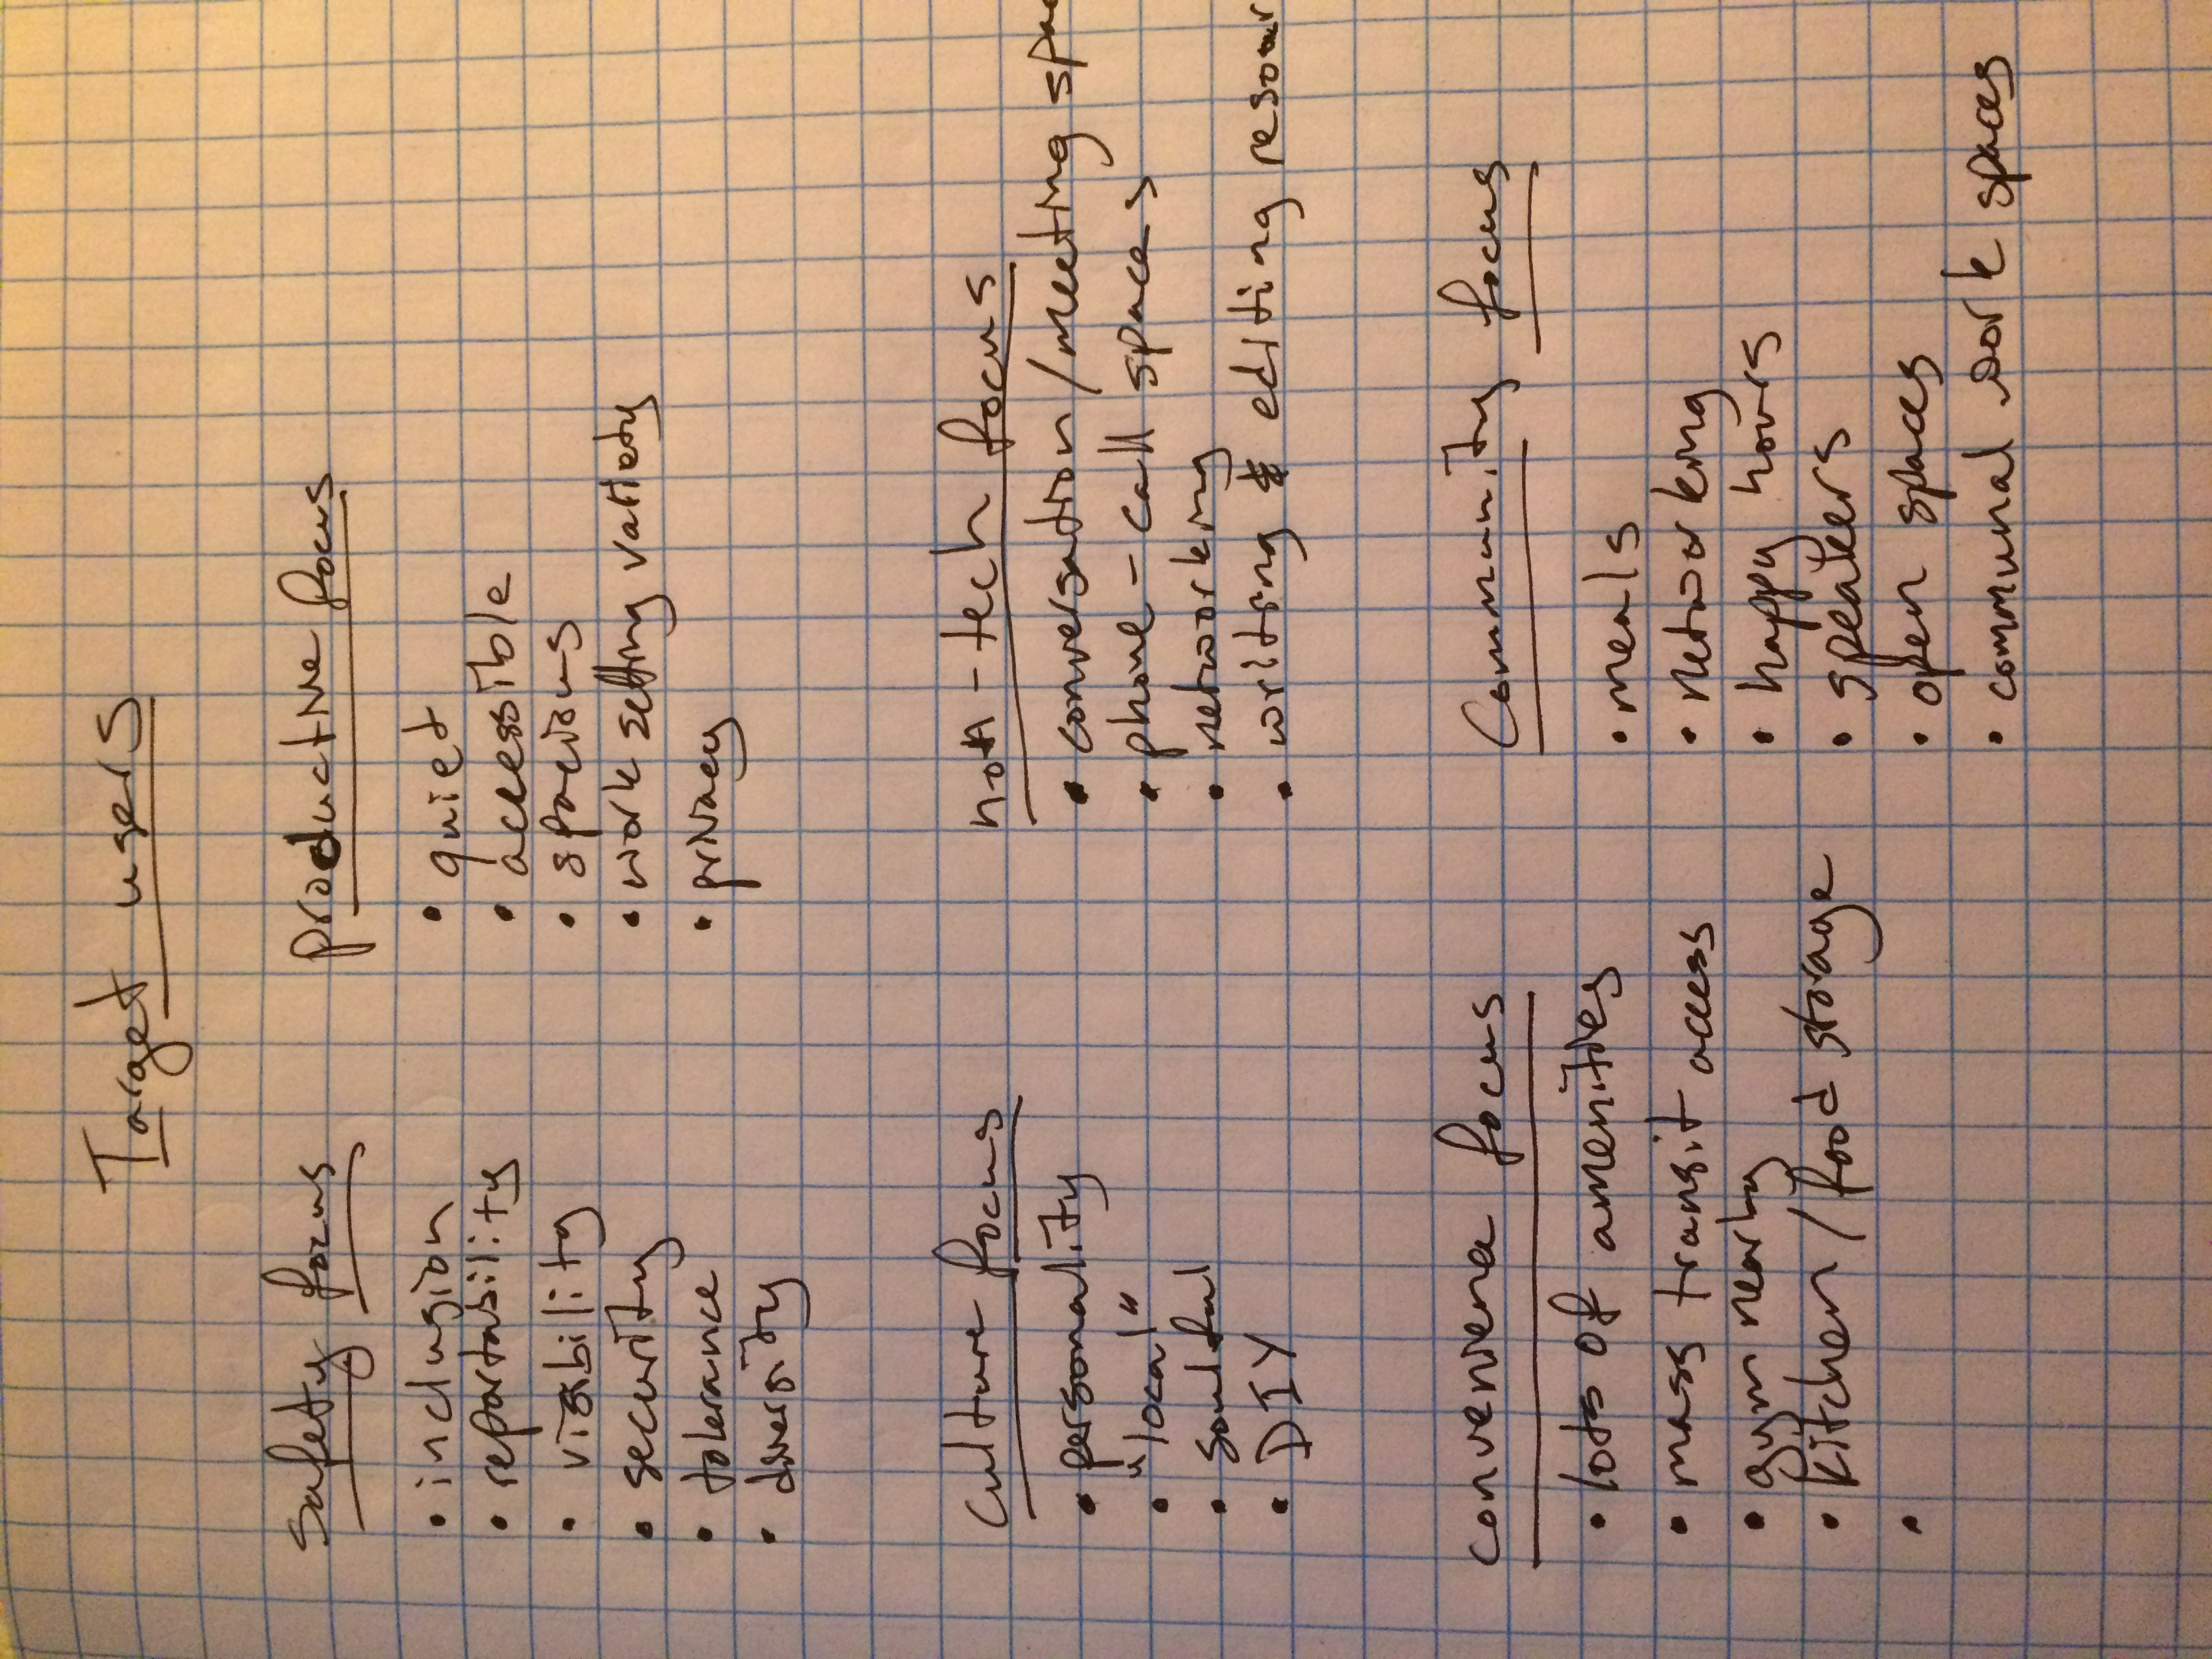 Target users
safety focus
• inclusion
• reportability
• visibility
• security
• tolerance
• diversity
productive focus
• quiet
• accessible
• spacious
• work setting variety
• privacy
culture focus
• personality
• "local"
• soulful
• DIY
non-tech focus
• conversation/meeting spac
• phone-call spaces
• networking
• writing & editing resour
convenience focus
• lots of amenities
• mass transit access
• gym nearby
• kitchen/food storage
•
Community focus
• meals
• networking
• happy hours
• speakers
• open spaces
• communal work spaces